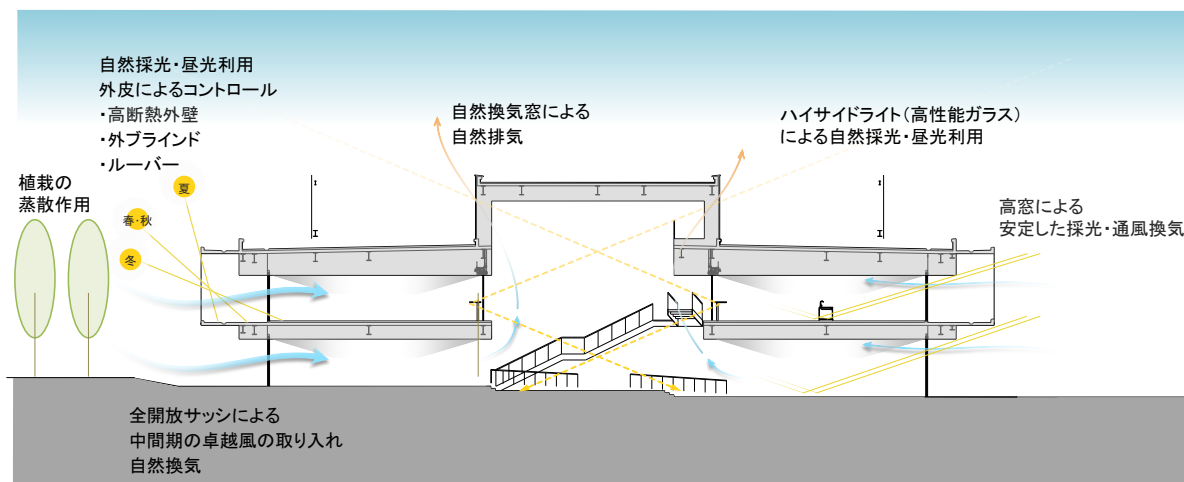 自然採光・昼光利用
外皮によるコントロール
・高断熱外壁
・外ブラインド
・ルーバー
自然換気窓による
自然排気
ハイサイドライト（高性能ガラス）
による自然採光・昼光利用
植栽の
蒸散作用
夏
春・秋
冬
高窓による
安定した採光・通風換気
全開放サッシによる
中間期の卓越風の取り入れ
自然換気